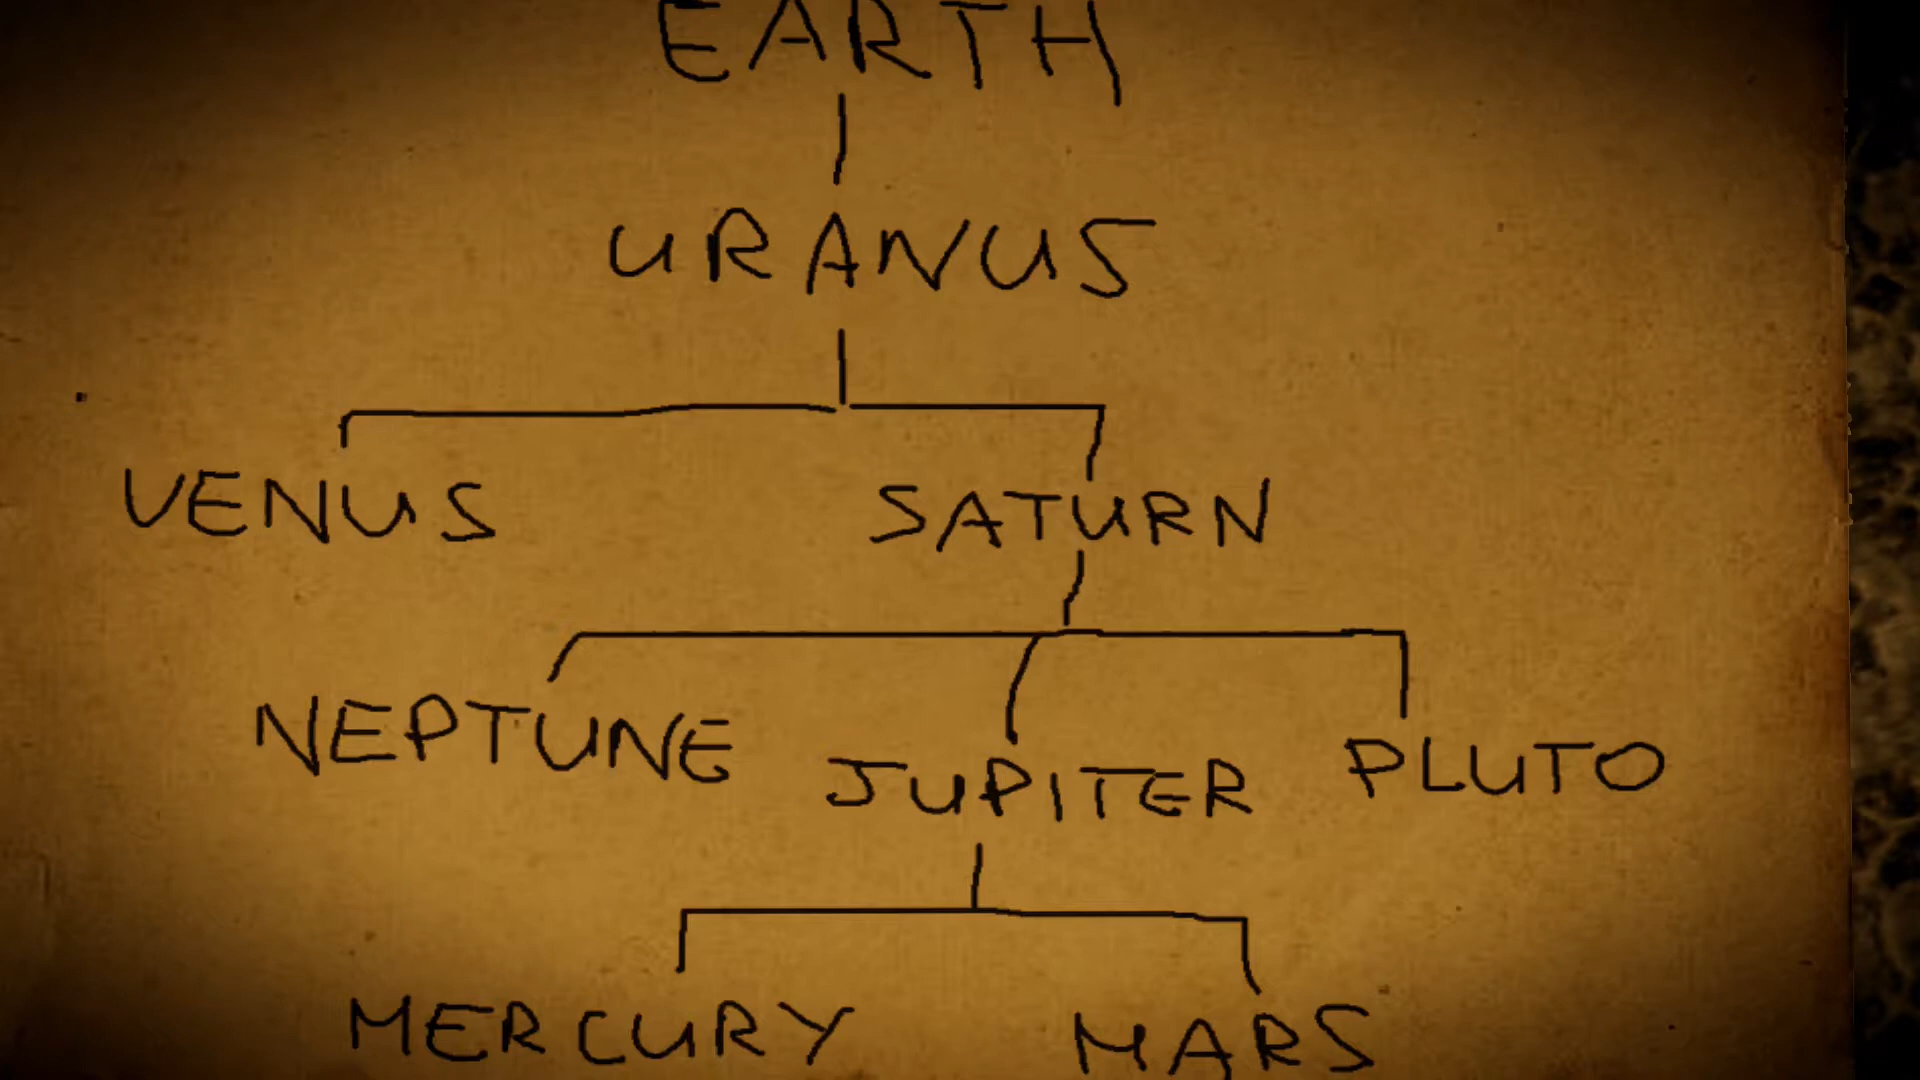 EARTH
URANUS
VENUS SATURN
NEPTUNE JUPITER PLUTO
MERCURY MARS